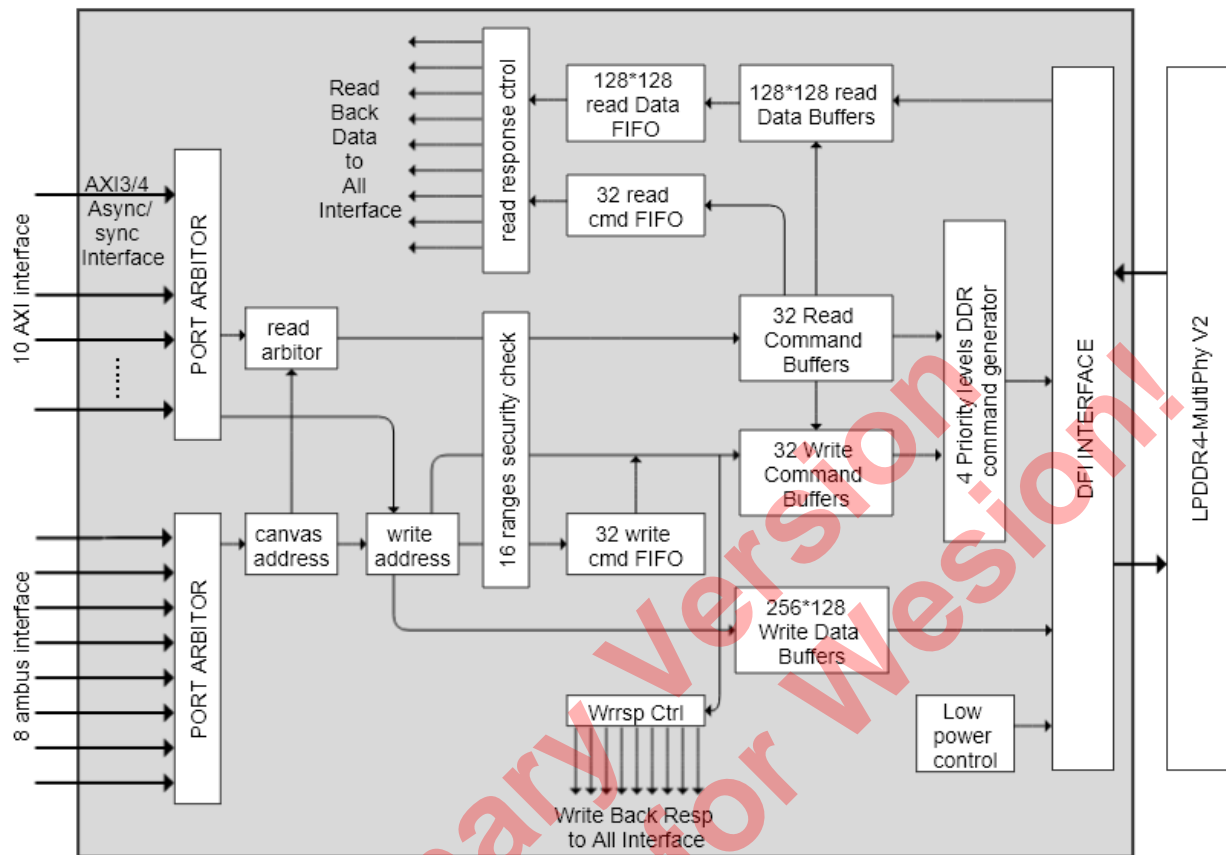 10 AXI interface
AXI3/4
Async/
sync
Interface
PORT ARBITOR
Read
Back
Data
to
All
Interface
read response ctrol
128*128
read Data
FIFO
128*128 read
Data Buffers
32 read
cmd FIFO
read
arbitor
16 ranges security check
32 Read
Command
Buffers
4 Priority levels DDR
command generator
DFI INTERFACE
LPDDR4-MultiPhy V2
8 ambus interface
PORT ARBITOR
canvas
address
write
address
32 write
cmd FIFO
32 Write
Command
Buffers
256*128
Write Data
Buffers
Wrrsp Ctrl
Write Back Resp
to All Interface
Low
power
control
Version
for Wesion!